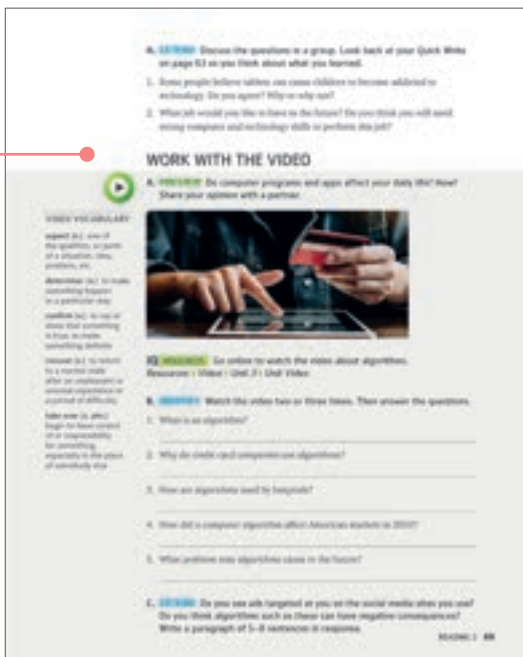 A. EXTEND Discuss the questions in a group. Look back at your Quick Write
on page 53 as you think about what you learned.
1. Some people believe tablets can cause children to become addicted to
technology. Do you agree? Why or why not?
2. What job would you like to have in the future? Do you think you will need
strong computer and technology skills to perform this job?
WORK WITH THE VIDEO
A. PREVIEW Do computer programs and apps affect your daily life? How?
Share your opinion with a partner.
VIDEO VOCABULARY
aspect (n.) one of
the qualities, or parts
of a situation, idea,
problem, etc.
determine (v.) to make
something happen
in a particular way
confirm (v.) to say or
show that something
is true; to make
something definite
recover (v.) to return
to a normal state
after an unpleasant or
unusual experience or
a period of difficulty
take over (v. phr.)
begin to have control
of or responsibility
for something,
especially in the place
of somebody else
iQ RESOURCES Go online to watch the video about algorithms.
Resources > Video > Unit 3 > Unit Video
B. IDENTIFY Watch the video two or three times. Then answer the questions.
1. What is an algorithm?
2. Why do credit card companies use algorithms?
3. How are algorithms used by hospitals?
4. How did a computer algorithm affect American markets in 2010?
5. What problems may algorithms cause in the future?
C. EXTEND Do you see ads targeted at you on the social media sites you use?
Do you think algorithms such as these can have negative consequences?
Write a paragraph of 5–8 sentences in response.
READING 2